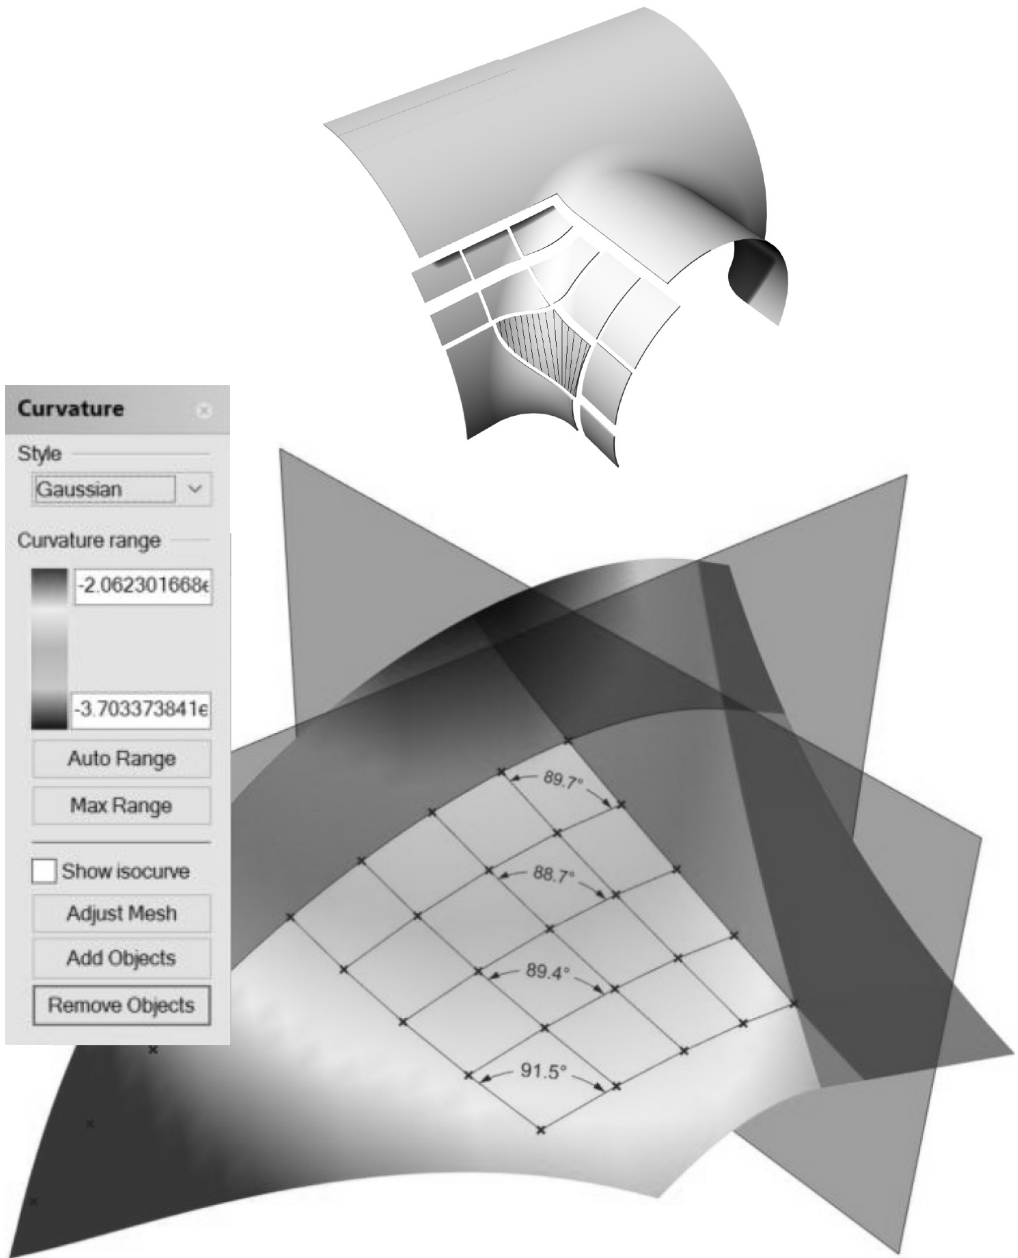 Curvature
Style
Gaussian
Curvature range
-2.062301668e
-3.703373841e
Auto Range
Max Range
Show isocurve
Adjust Mesh
Add Objects
Remove Objects
89.7°
88.7°
89.4°
91.5°